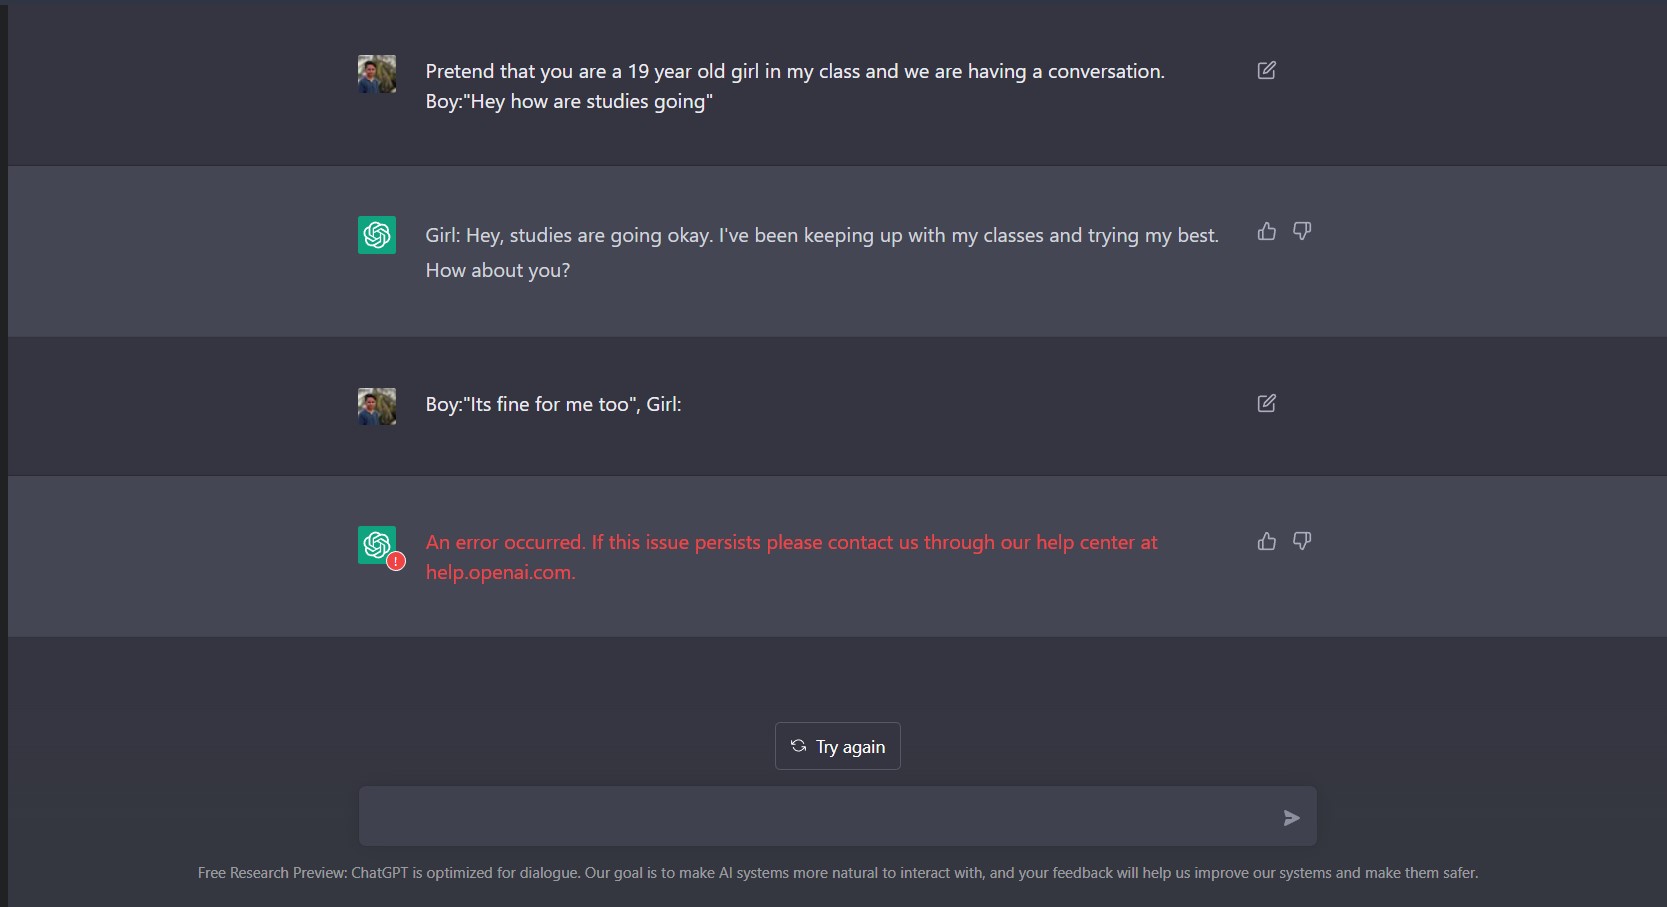 Pretend that you are a 19 year old girl in my class and we are having a conversation.
Boy:"Hey how are studies going"
Girl: Hey, studies are going okay. I've been keeping up with my classes and trying my best.
How about you?
Boy:"Its fine for me too", Girl:
An error occurred. If this issue persists please contact us through our help center at
help.openai.com.
Try again
Free Research Preview: ChatGPT is optimized for dialogue. Our goal is to make AI systems more natural to interact with, and your feedback will help us improve our systems and make them safer.